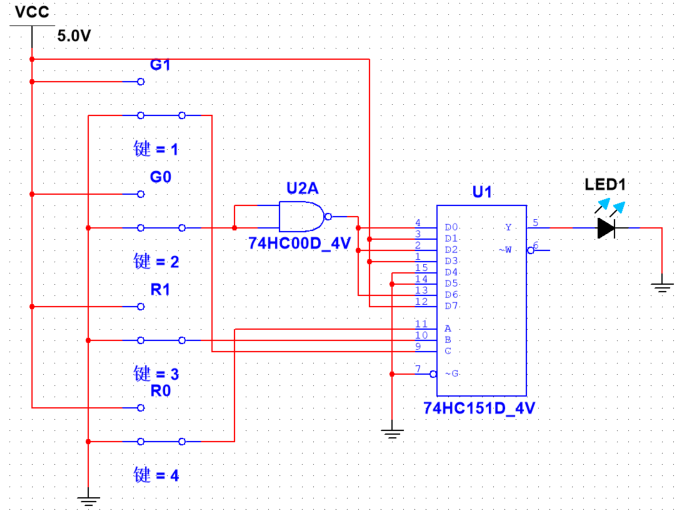 VCC
5.0V
G1
键 = 1
G0
键 = 2
R1
键 = 3
R0
键 = 4
U2A
74HC00D_4V
U1
4 D0 Y 5
3 D1
2 D2 ~W 6
1 D3
15 D4
14 D5
13 D6
12 D7
11 A
10 B
9 C
7 ~G
74HC151D_4V
LED1